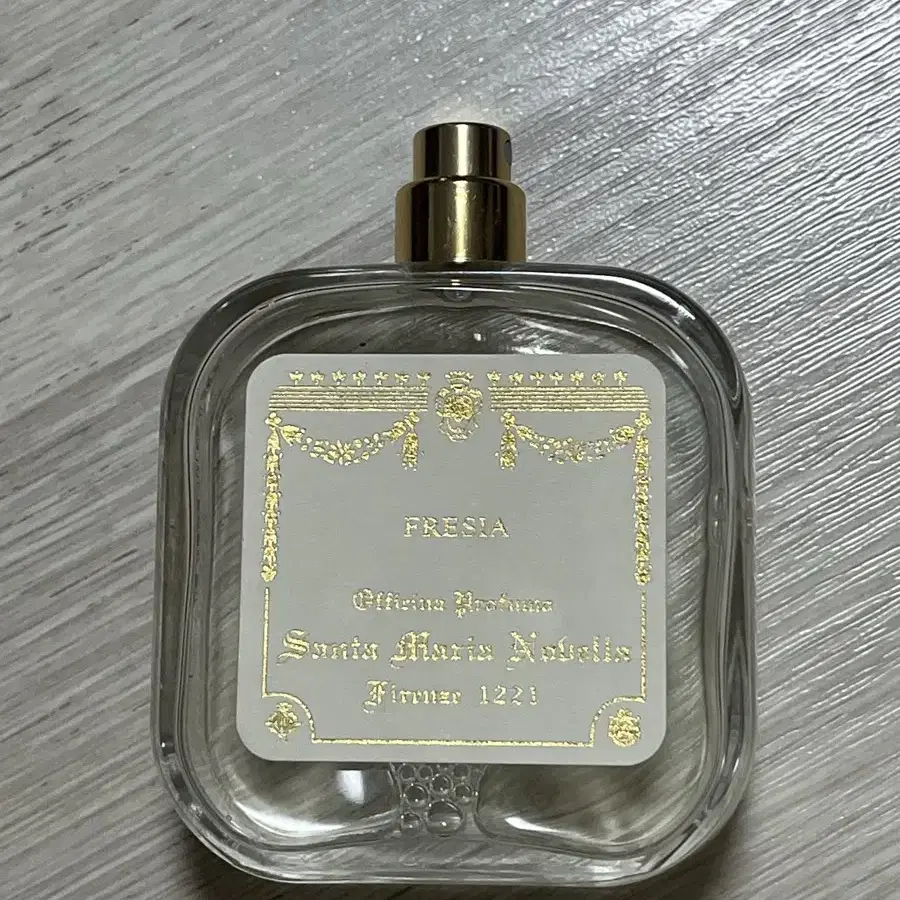 FRESIA
Officina Profumo
Santa Maria Novella
Firenze 1221